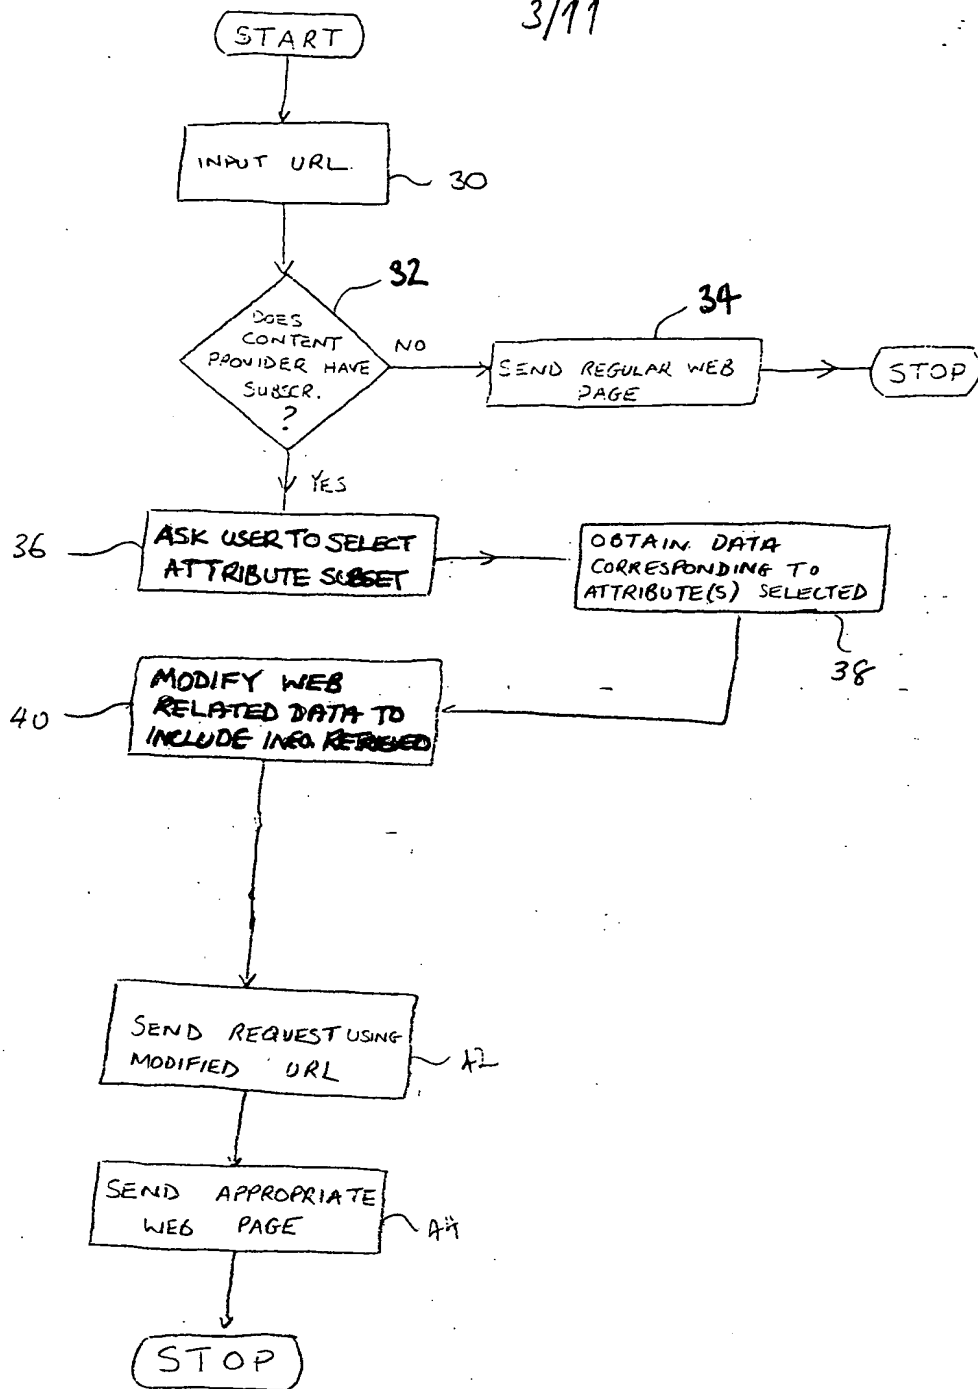 3/11
START
INPUT URL.
30
32
DOES
CONTENT
PROVIDER HAVE
SUBSCR.
?
NO
34
SEND REGULAR WEB
PAGE
STOP
YES
36
ASK USER TO SELECT
ATTRIBUTE SUBSET
OBTAIN DATA
CORRESPONDING TO
ATTRIBUTE(S) SELECTED
38
40
MODIFY WEB
RELATED DATA TO
INCLUDE INFO. RETRIEVED
SEND REQUEST USING
MODIFIED URL
42
SEND APPROPRIATE
WEB PAGE
44
STOP